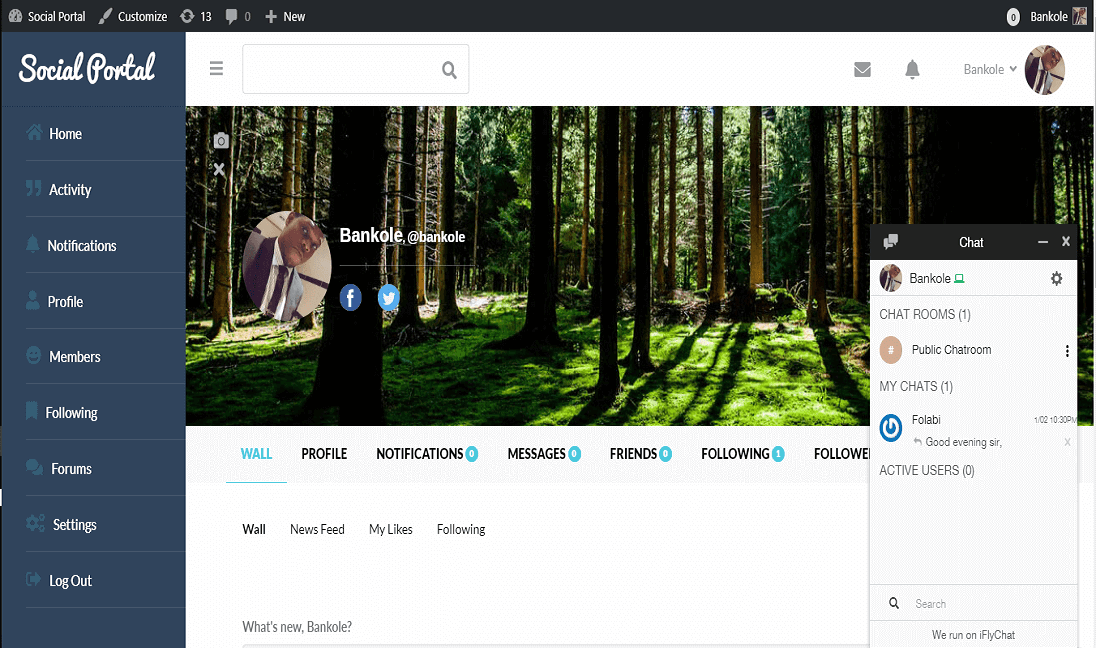 Social Portal Customize 13 0 New 0 Bankole
Social Portal
Bankole
Home
Activity
Notifications
Profile
Members
Following
Forums
Settings
Log Out
Bankole, @bankole
WALL PROFILE NOTIFICATIONS 0 MESSAGES 0 FRIENDS 0 FOLLOWING 1 FOLLOWE
Wall News Feed My Likes Following
What's new, Bankole?
Chat
Bankole
CHAT ROOMS (1)
# Public Chatroom
MY CHATS (1)
Folabi 1/02 10:30PM
Good evening sir,
ACTIVE USERS (0)
Search
We run on iFlyChat